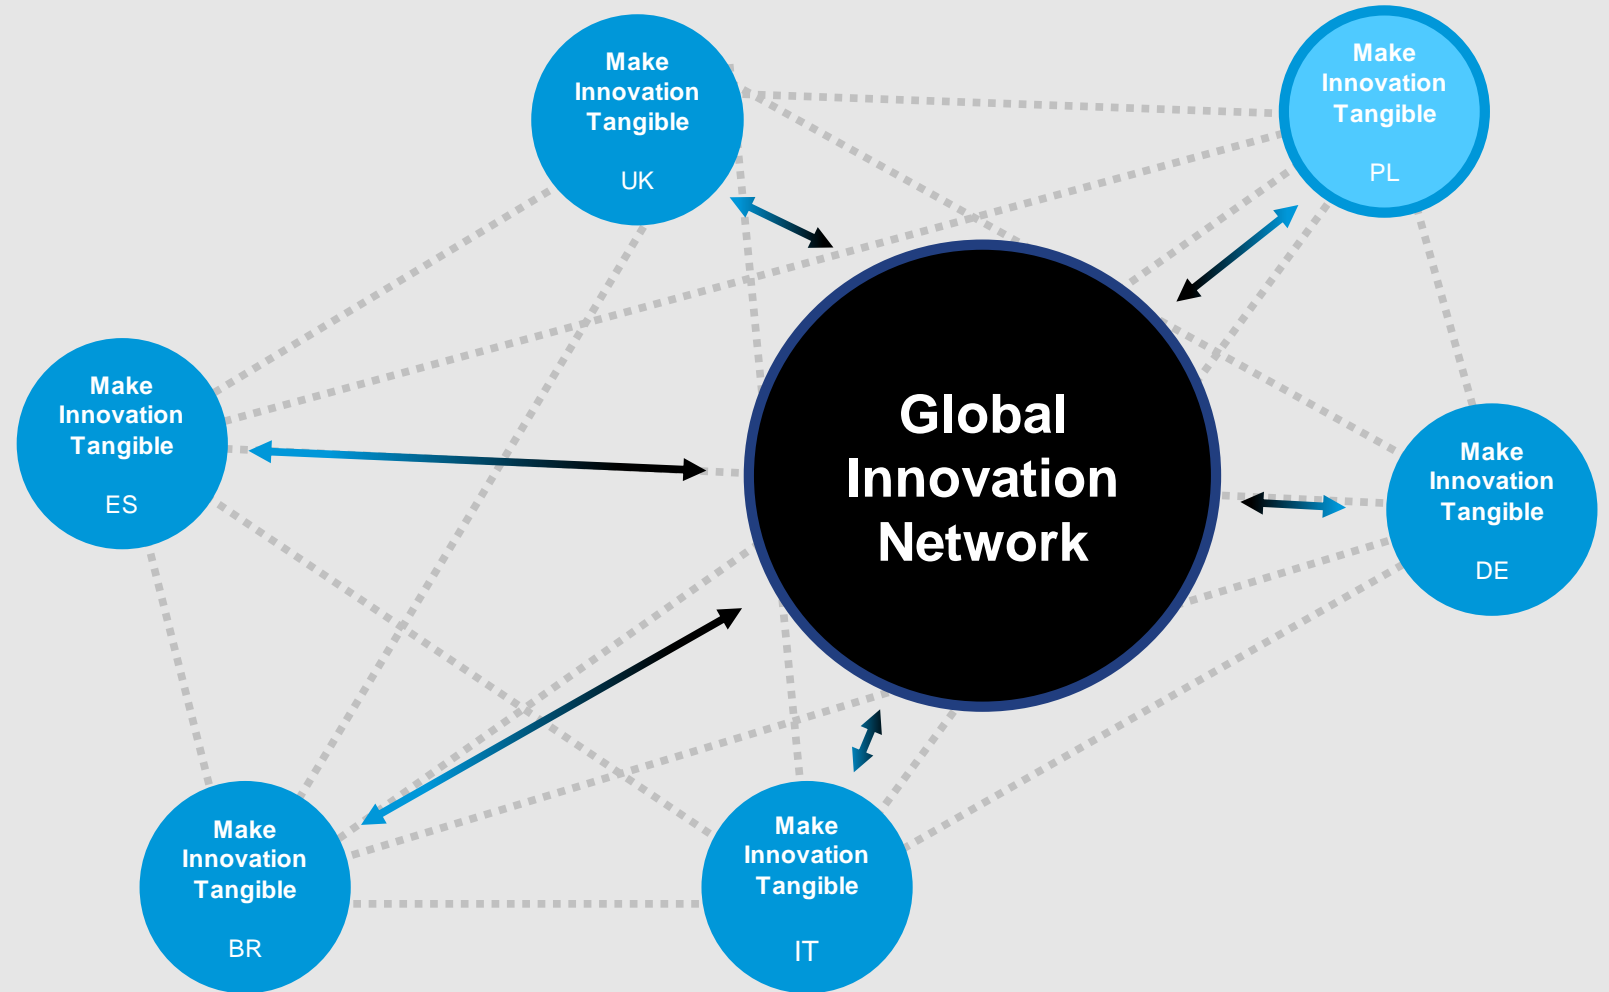 Make
Innovation
Tangible
UK
Make
Innovation
Tangible
PL
Make
Innovation
Tangible
ES
Global
Innovation
Network
Make
Innovation
Tangible
DE
Make
Innovation
Tangible
BR
Make
Innovation
Tangible
IT